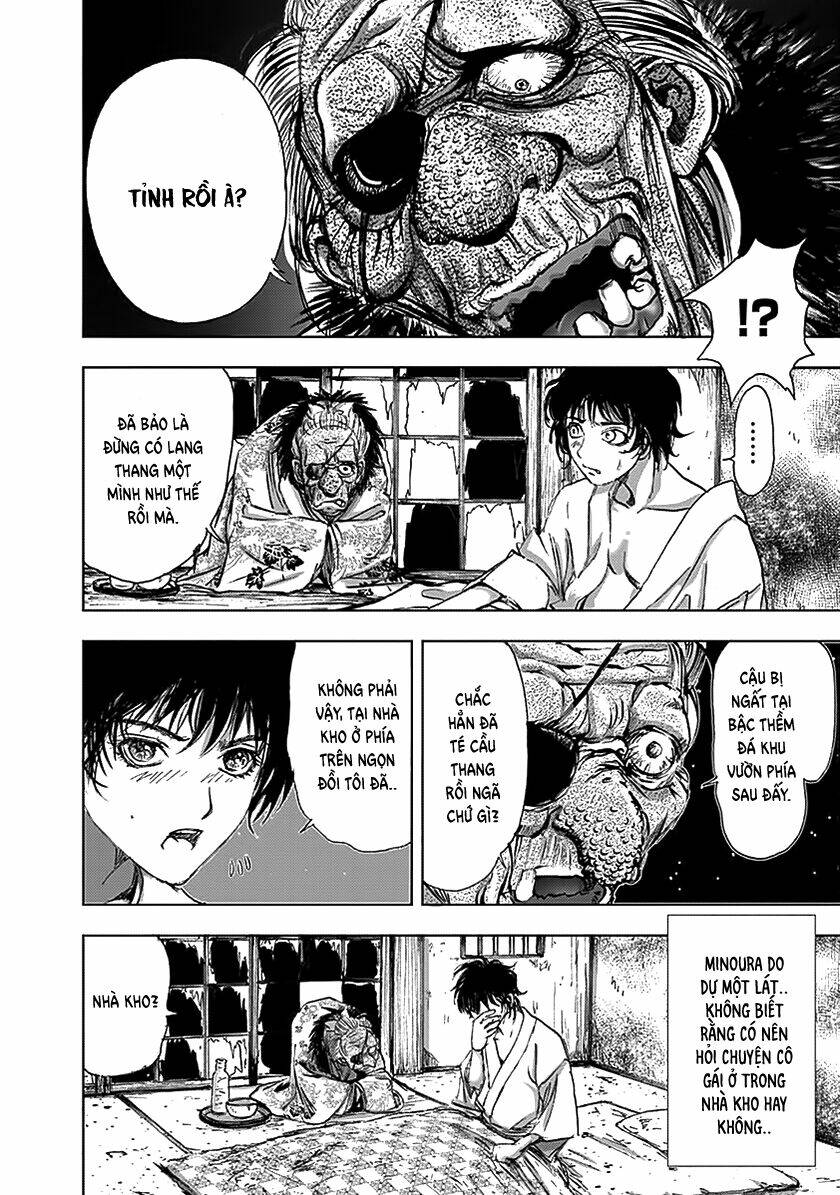 TỈNH RỒI À?
!?
......
ĐÃ BẢO LÀ
ĐỪNG CÓ LANG
THANG MỘT
MÌNH NHƯ THẾ
RỒI MÀ.
CẬU BỊ
NGẤT TẠI
BẬC THỀM
ĐÁ KHU
VƯỜN PHÍA
SAU ĐẤY.
CHẮC
HẲN ĐÃ
TÉ CẦU
THANG
RỒI NGÃ
CHỨ GÌ?
KHÔNG PHẢI
VẬY, TẠI NHÀ
KHO Ở PHÍA
TRÊN NGỌN
ĐỒI TÔI ĐÃ..
MINOURA DO
DỰ MỘT LÁT..
KHÔNG BIẾT
RẰNG CÓ NÊN
HỎI CHUYỆN CÔ
GÁI Ở TRONG
NHÀ KHO HAY
KHÔNG..
NHÀ KHO?